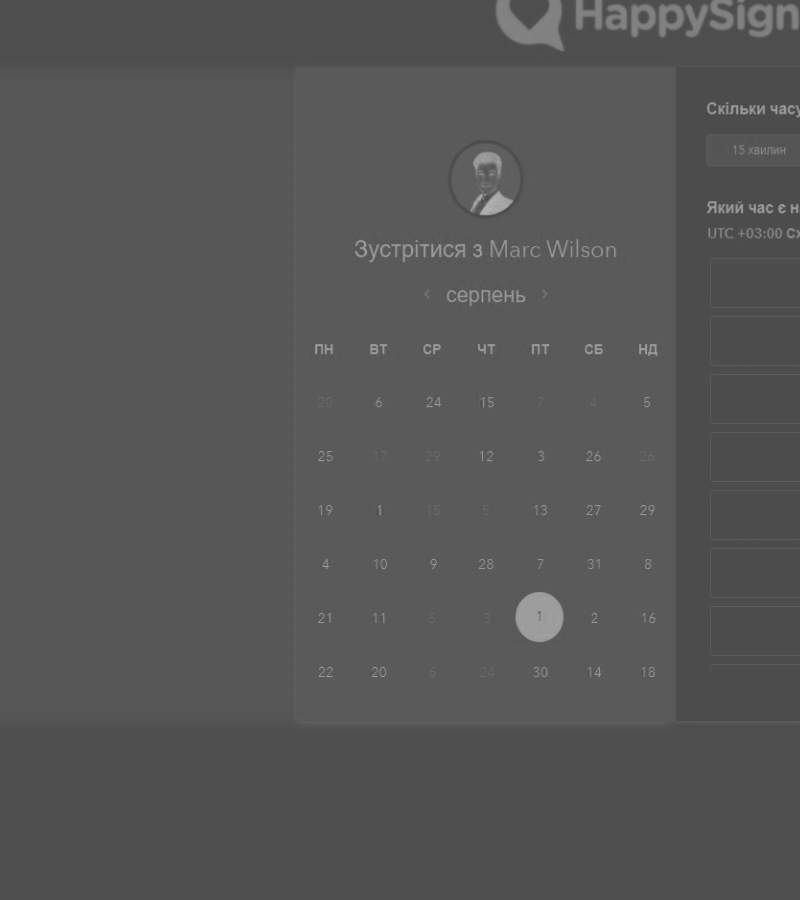 HappySign
Зустрітися з Marc Wilson
серпень
ПН ВТ СР ЧТ ПТ СБ НД
20 6 24 15 7 4 5
25 17 29 12 3 26 26
19 1 15 5 13 27 29
4 10 9 28 7 31 8
21 11 5 3 1 2 16
22 20 6 24 30 14 18
Скільки часу
15 хвилин
Який час є
UTC +03:00